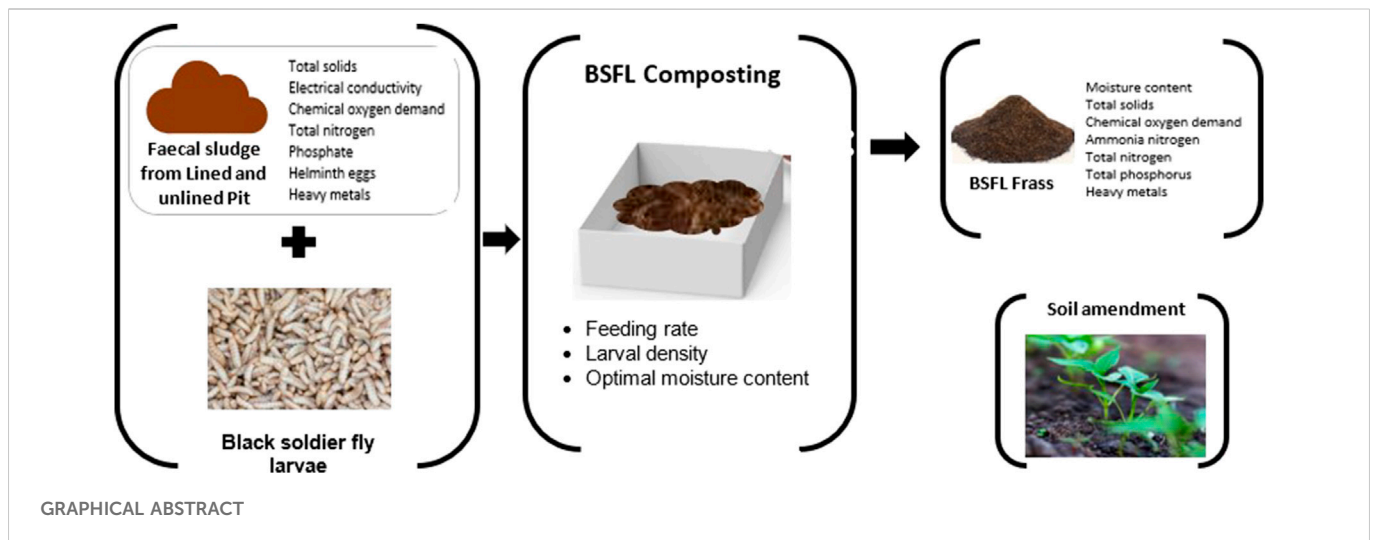 Faecal sludge
from Lined and
unlined Pit
Total solids
Electrical conductivity
Chemical oxygen demand
Total nitrogen
Phosphate
Helminth eggs
Heavy metals
Black soldier fly
larvae
BSFL Composting
• Feeding rate
• Larval density
• Optimal moisture content
BSFL Frass
Moisture content
Total solids
Chemical oxygen demand
Ammonia nitrogen
Total nitrogen
Total phosphorus
Heavy metals
Soil amendment
GRAPHICAL ABSTRACT